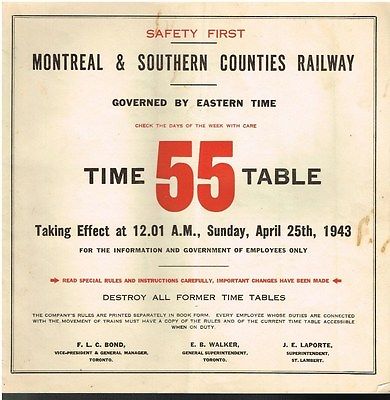 SAFETY FIRST
MONTREAL & SOUTHERN COUNTIES RAILWAY
GOVERNED BY EASTERN TIME
CHECK THE DAYS OF THE WEEK WITH CARE
TIME 55 TABLE
Taking Effect at 12.01 A.M., Sunday, April 25th, 1943
FOR THE INFORMATION AND GOVERNMENT OF EMPLOYEES ONLY
READ SPECIAL RULES AND INSTRUCTIONS CAREFULLY, IMPORTANT CHANGES HAVE BEEN MADE
DESTROY ALL FORMER TIME TABLES
THE COMPANY'S RULES ARE PRINTED SEPARATELY IN BOOK FORM. EVERY EMPLOYEE WHOSE DUTIES ARE CONNECTED
WITH THE MOVEMENT OF TRAINS MUST HAVE A COPY OF THE RULES AND OF THE CURRENT TIME TABLE ACCESSIBLE
WHEN ON DUTY.
F. L. C. BOND, E. B. WALKER, J. E. LAPORTE,
VICE-PRESIDENT & GENERAL MANAGER, GENERAL SUPERINTENDENT, SUPERINTENDENT,
TORONTO. TORONTO. ST. LAMBERT.